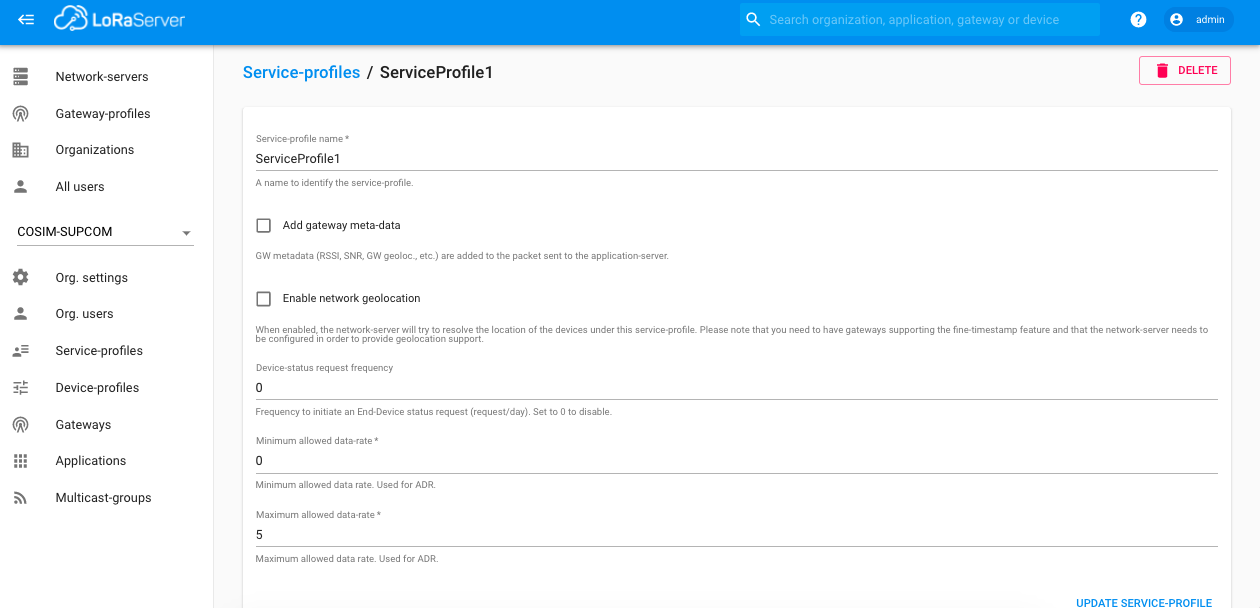 LoRaServer
Search organization, application, gateway or device
? admin
Network-servers
Gateway-profiles
Organizations
All users
COSIM-SUPCOM
Org. settings
Org. users
Service-profiles
Device-profiles
Gateways
Applications
Multicast-groups
Service-profiles / ServiceProfile1
DELETE
Service-profile name *
ServiceProfile1
A name to identify the service-profile.
Add gateway meta-data
GW metadata (RSSI, SNR, GW geoloc., etc.) are added to the packet sent to the application-server.
Enable network geolocation
When enabled, the network-server will try to resolve the location of the devices under this service-profile. Please note that you need to have gateways supporting the fine-timestamp feature and that the network-server needs to
be configured in order to provide geolocation support.
Device-status request frequency
0
Frequency to initiate an End-Device status request (request/day). Set to 0 to disable.
Minimum allowed data-rate *
0
Minimum allowed data rate. Used for ADR.
Maximum allowed data-rate *
5
Maximum allowed data rate. Used for ADR.
UPDATE SERVICE-PROFILE